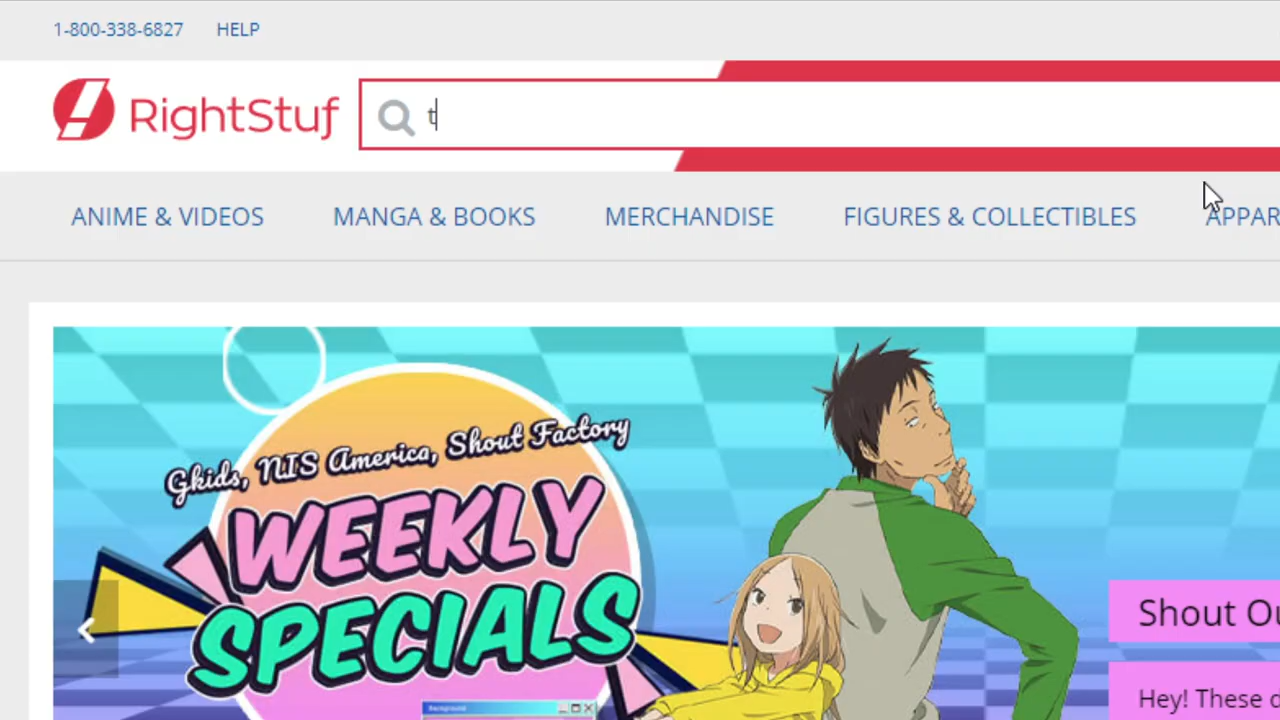 1-800-338-6827 HELP
RightStuf
t
ANIME & VIDEOS MANGA & BOOKS MERCHANDISE FIGURES & COLLECTIBLES APPAR
Gkids, NIS America, Shout Factory
WEEKLY
SPECIALS
Shout Ou
Hey! These d
Background